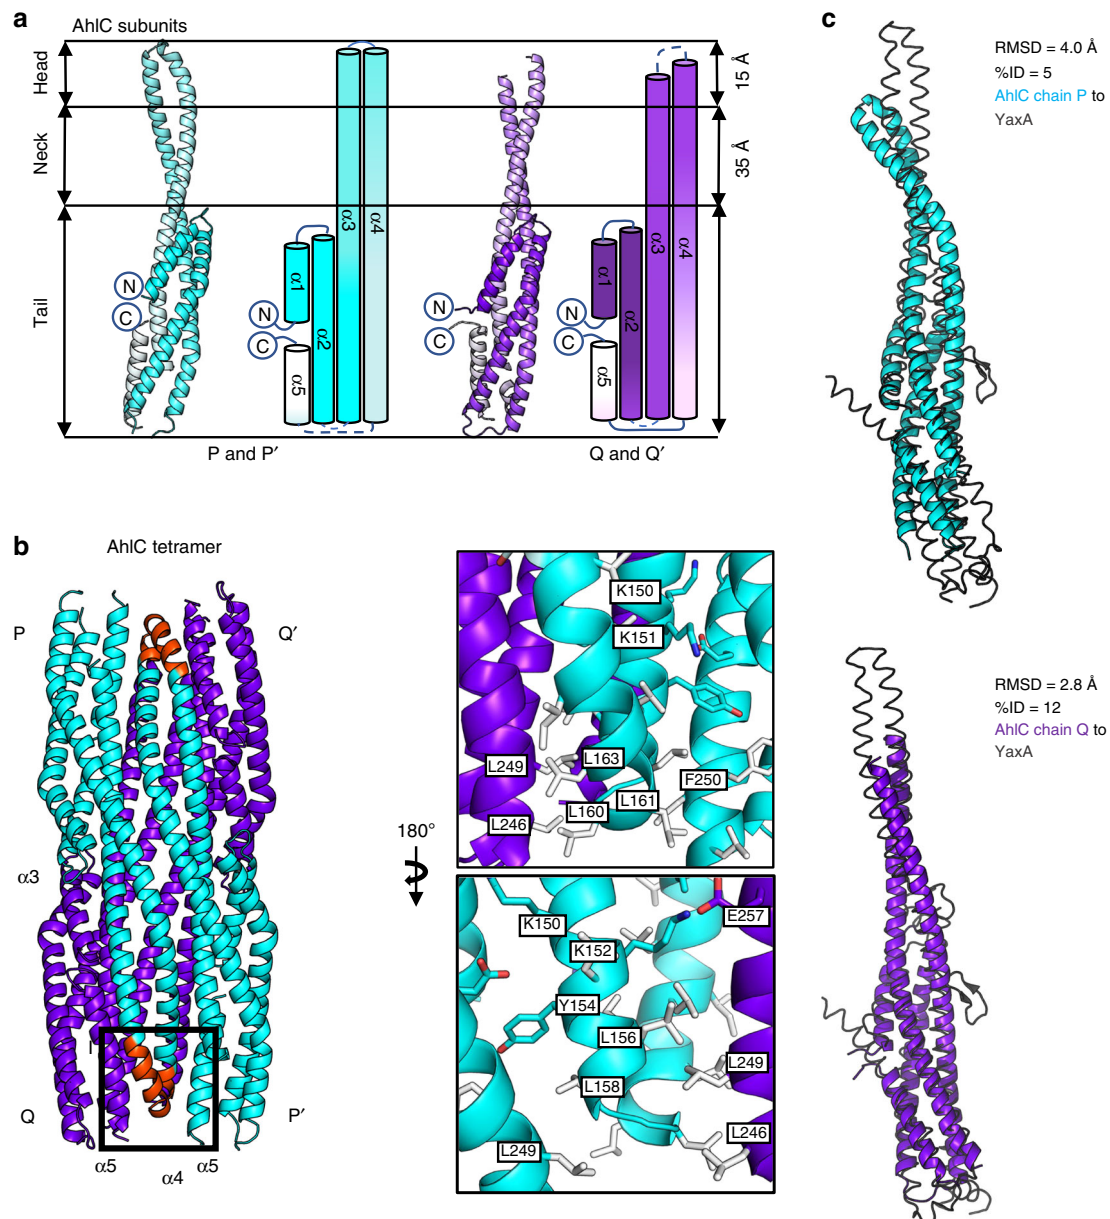 a
AhlC subunits
Head
Neck
Tail
N
C
N
C
α1
α2
α3
α4
α5
P and P′
N
C
N
C
α1
α2
α3
α4
α5
Q and Q′
15 Å
35 Å
b
AhlC tetramer
P
Q′
α3
Q
P′
α5
α4
α5
180°
K150
K151
L249
L163
F250
L161
L160
L246
E257
K150
K152
Y154
L156
L249
L158
L246
L249
c
RMSD = 4.0 Å
%ID = 5
AhlC chain P to
YaxA
RMSD = 2.8 Å
%ID = 12
AhlC chain Q to
YaxA